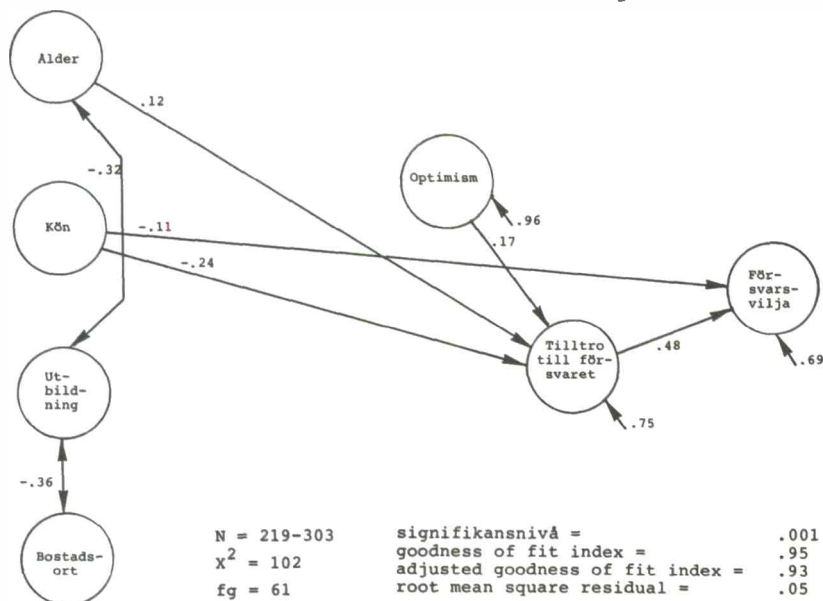 Ålder
.12
-.32
Optimism
.96
Kön
-.11
.17
-.24
För-
svars-
vilja
Tilltro
till för-
svaret
.48
.69
Ut-
bild-
ning
.75
-.36
Bostads-
ort
N = 219-303
X² = 102
fg = 61
signifikansnivå = .001
goodness of fit index = .95
adjusted goodness of fit index = .93
root mean square residual = .05